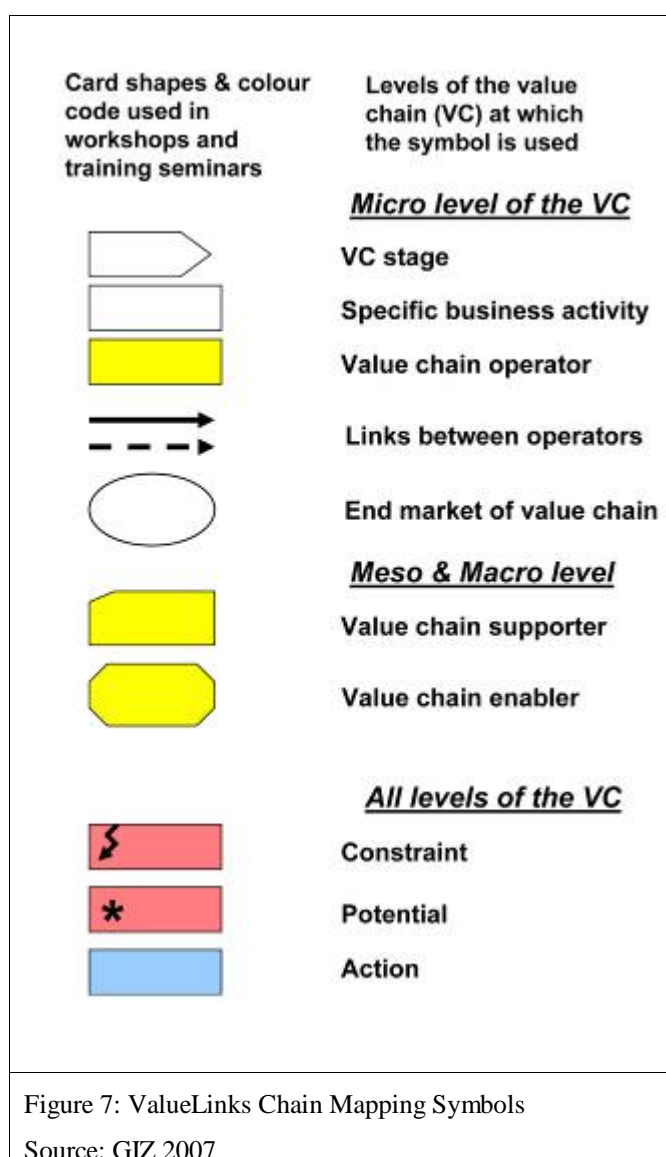 Card shapes & colour
code used in
workshops and
training seminars
Levels of the value
chain (VC) at which
the symbol is used
Micro level of the VC
VC stage
Specific business activity
Value chain operator
Links between operators
End market of value chain
Meso & Macro level
Value chain supporter
Value chain enabler
All levels of the VC
Constraint
*
Potential
Action
Figure 7: ValueLinks Chain Mapping Symbols
Source: GIZ 2007